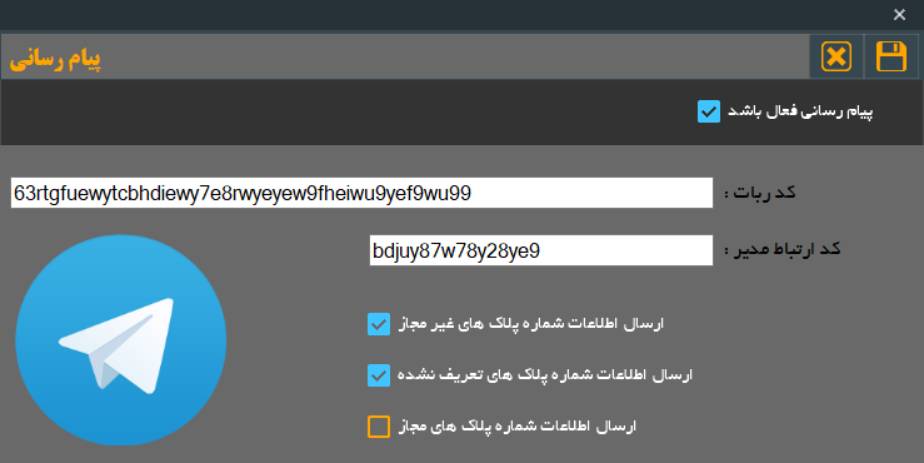 پیام رسانی
پیام رسانی فعال باشد
کد ربات :
63rtgfuewytcbhdiewy7e8rwyeyew9fheiwu9yef9wu99
کد ارتباط مدیر :
bdjuy87w78y28ye9
ارسال اطلاعات شماره پلاک های غیر مجاز
ارسال اطلاعات شماره پلاک های تعریف نشده
ارسال اطلاعات شماره پلاک های مجاز